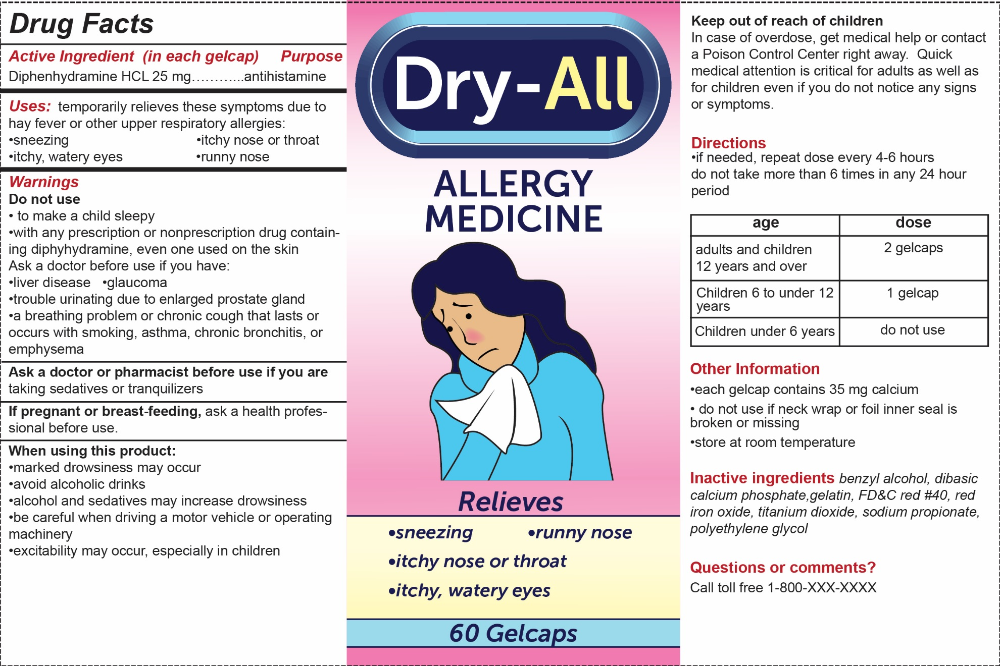 Drug Facts
Active Ingredient (in each gelcap) Purpose
Diphenhydramine HCL 25 mg………...antihistamine
Uses: temporarily relieves these symptoms due to
hay fever or other upper respiratory allergies:
•sneezing •itchy nose or throat
•itchy, watery eyes •runny nose
Warnings
Do not use
• to make a child sleepy
•with any prescription or nonprescription drug contain-
ing diphyhydramine, even one used on the skin
Ask a doctor before use if you have:
•liver disease •glaucoma
•trouble urinating due to enlarged prostate gland
•a breathing problem or chronic cough that lasts or
occurs with smoking, asthma, chronic bronchitis, or
emphysema
Ask a doctor or pharmacist before use if you are
taking sedatives or tranquilizers
If pregnant or breast-feeding, ask a health profes-
sional before use.
When using this product:
•marked drowsiness may occur
•avoid alcoholic drinks
•alcohol and sedatives may increase drowsiness
•be careful when driving a motor vehicle or operating
machinery
•excitability may occur, especially in children
Dry-All
ALLERGY
MEDICINE
Relieves
•sneezing •runny nose
•itchy nose or throat
•itchy, watery eyes
60 Gelcaps
Keep out of reach of children
In case of overdose, get medical help or contact
a Poison Control Center right away. Quick
medical attention is critical for adults as well as
for children even if you do not notice any signs
or symptoms.
Directions
•if needed, repeat dose every 4-6 hours
do not take more than 6 times in any 24 hour
period
age dose
adults and children 2 gelcaps
12 years and over
Children 6 to under 12 1 gelcap
years
Children under 6 years do not use
Other Information
•each gelcap contains 35 mg calcium
• do not use if neck wrap or foil inner seal is
broken or missing
•store at room temperature
Inactive ingredients benzyl alcohol, dibasic
calcium phosphate,gelatin, FD&C red #40, red
iron oxide, titanium dioxide, sodium propionate,
polyethylene glycol
Questions or comments?
Call toll free 1-800-XXX-XXXX